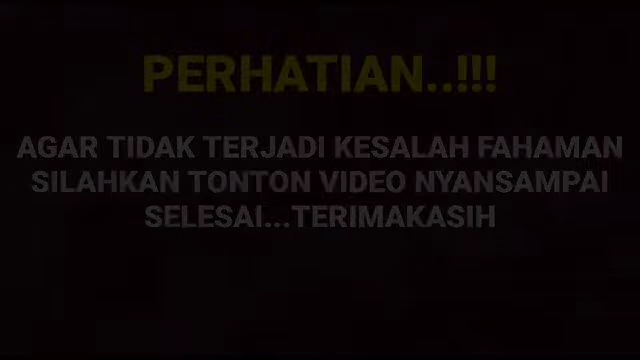 PERHATIAN..!!!
AGAR TIDAK TERJADI KESALAH FAHAMAN
SILAHKAN TONTON VIDEO NYANSAMPAI
SELESAI...TERIMAKASIH